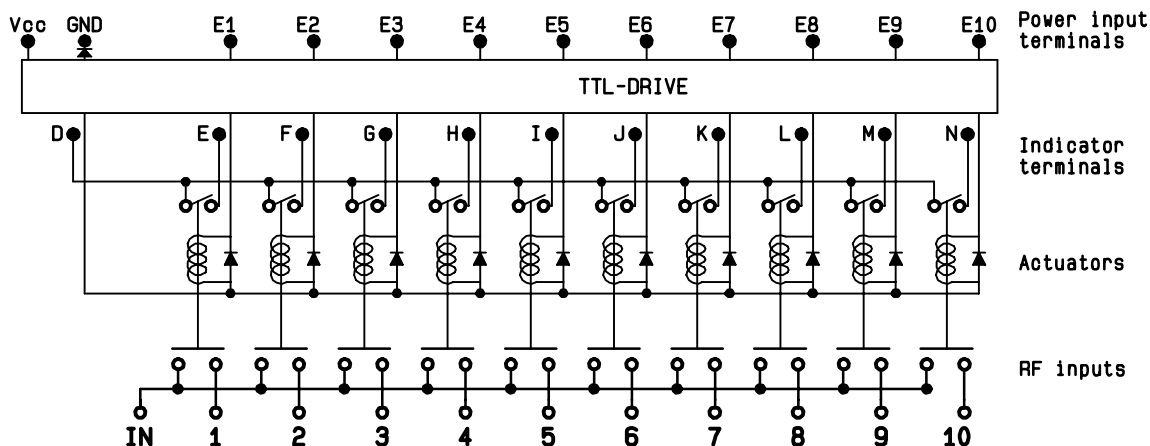 Vcc GND E1 E2 E3 E4 E5 E6 E7 E8 E9 E10 Power input
terminals
TTL-DRIVE
D E F G H I J K L M N Indicator
terminals
Actuators
RF inputs
IN 1 2 3 4 5 6 7 8 9 10